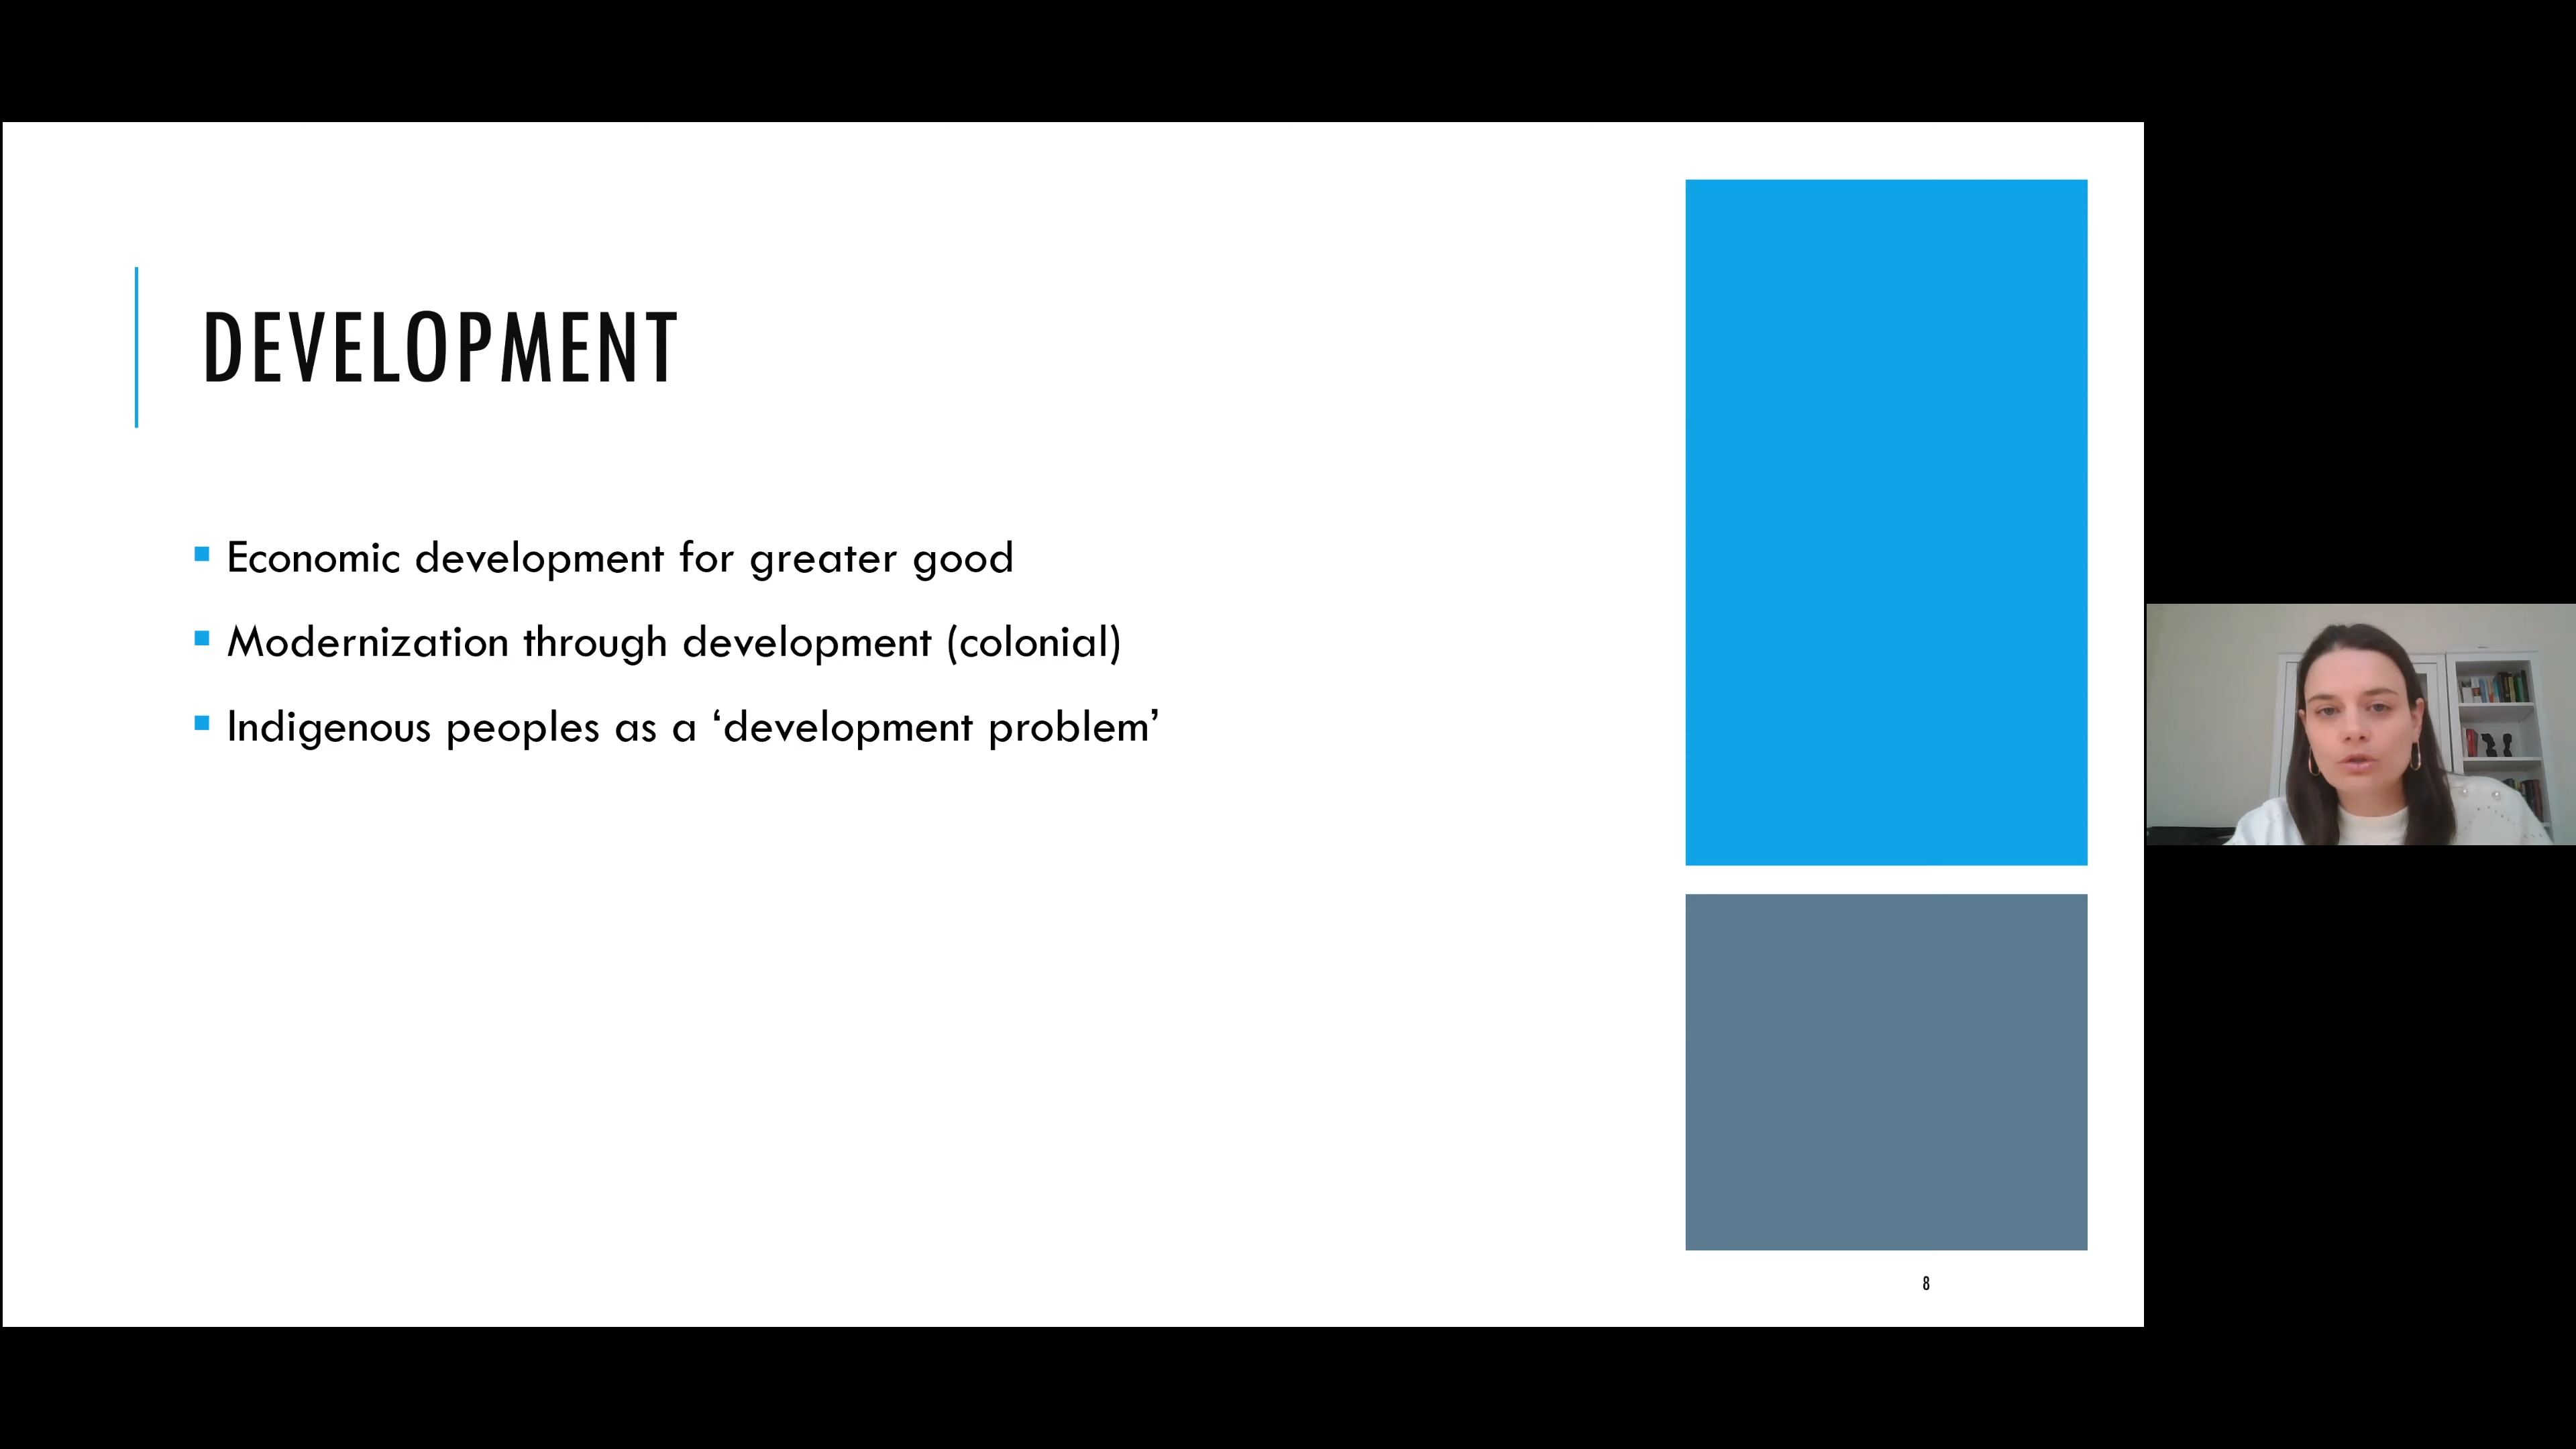 DEVELOPMENT
Economic development for greater good
Modernization through development (colonial)
Indigenous peoples as a ‘development problem’
8